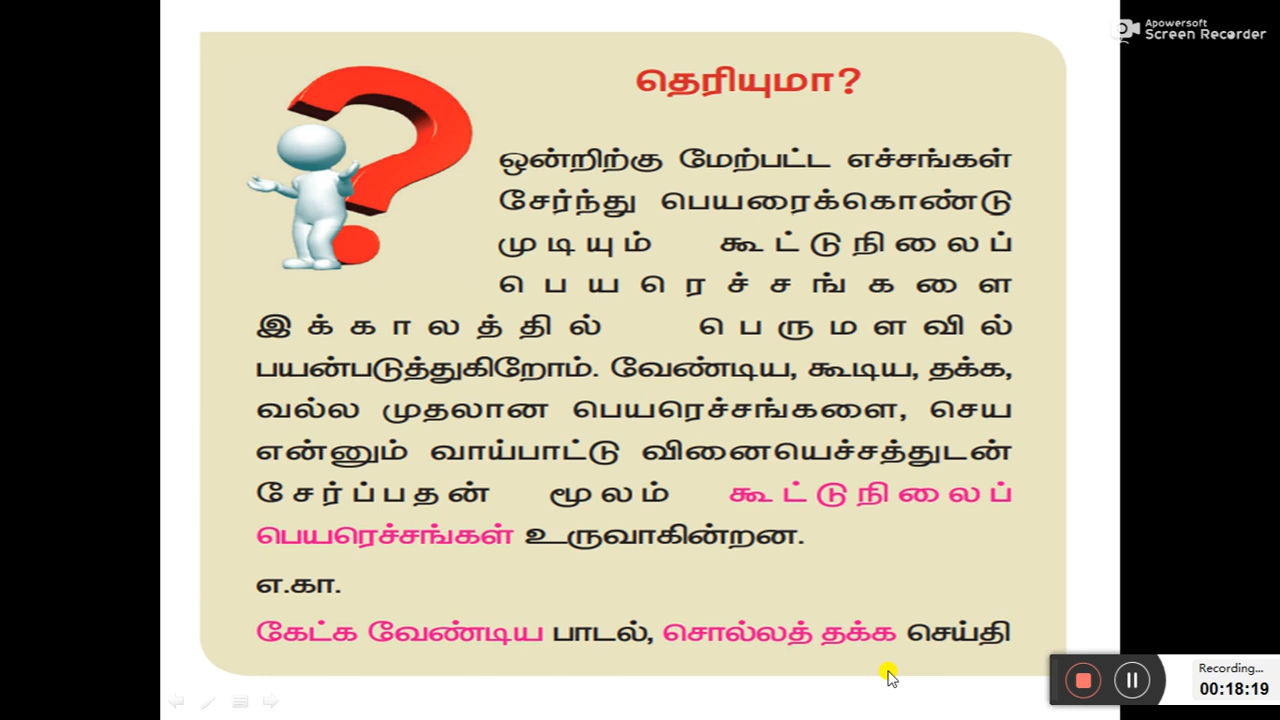 Apowersoft
Screen Recorder
தெரியுமா?
ஒன்றிற்கு மேற்பட்ட எச்சங்கள்
சேர்ந்து பெயரைக்கொண்டு
முடியும் கூட்டுநிலைப்
பெயரெச்சங்களை
இக்காலத்தில் பெருமளவில்
பயன்படுத்துகிறோம். வேண்டிய, கூடிய, தக்க,
வல்ல முதலான பெயரெச்சங்களை, செய
என்னும் வாய்பாட்டு வினையெச்சத்துடன்
சேர்ப்பதன் மூலம் கூட்டுநிலைப்
பெயரெச்சங்கள் உருவாகின்றன.
எ.கா.
கேட்க வேண்டிய பாடல், சொல்லத் தக்க செய்தி
Recording...
00:18:19